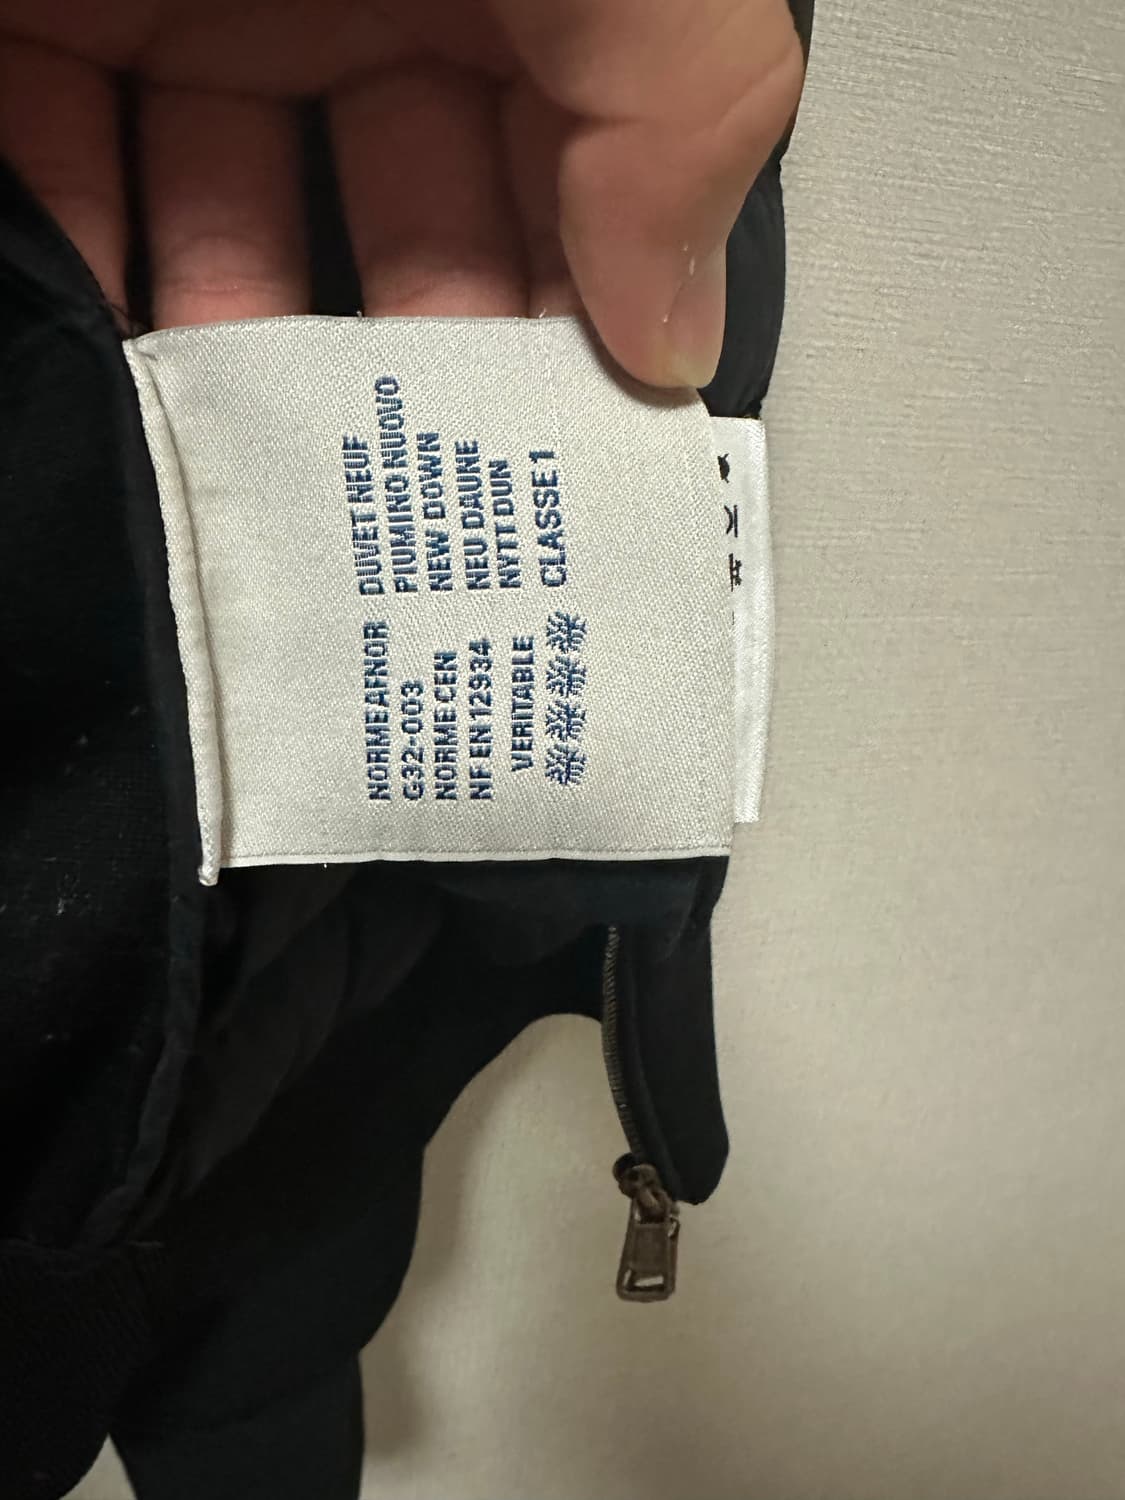 NORME AFNOR DUVET NEUF
G32-003 PIUMINO NUOVO
NORME CEN NEW DOWN
NF EN 12934 NEU DAUNE
NYTT DUN
VERITABLE
CLASSE 1